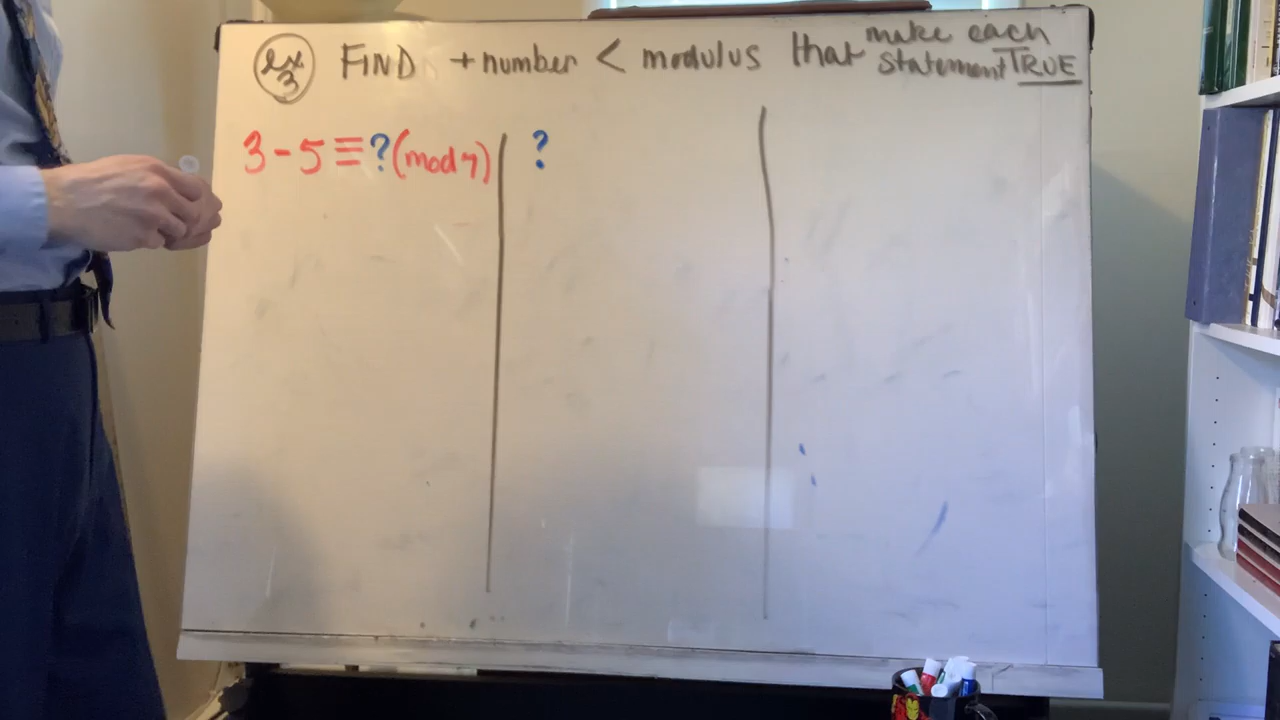 Ex 3 FIND + number < modulus that make each statement TRUE
3 - 5 ≡ ? (mod 7)
?